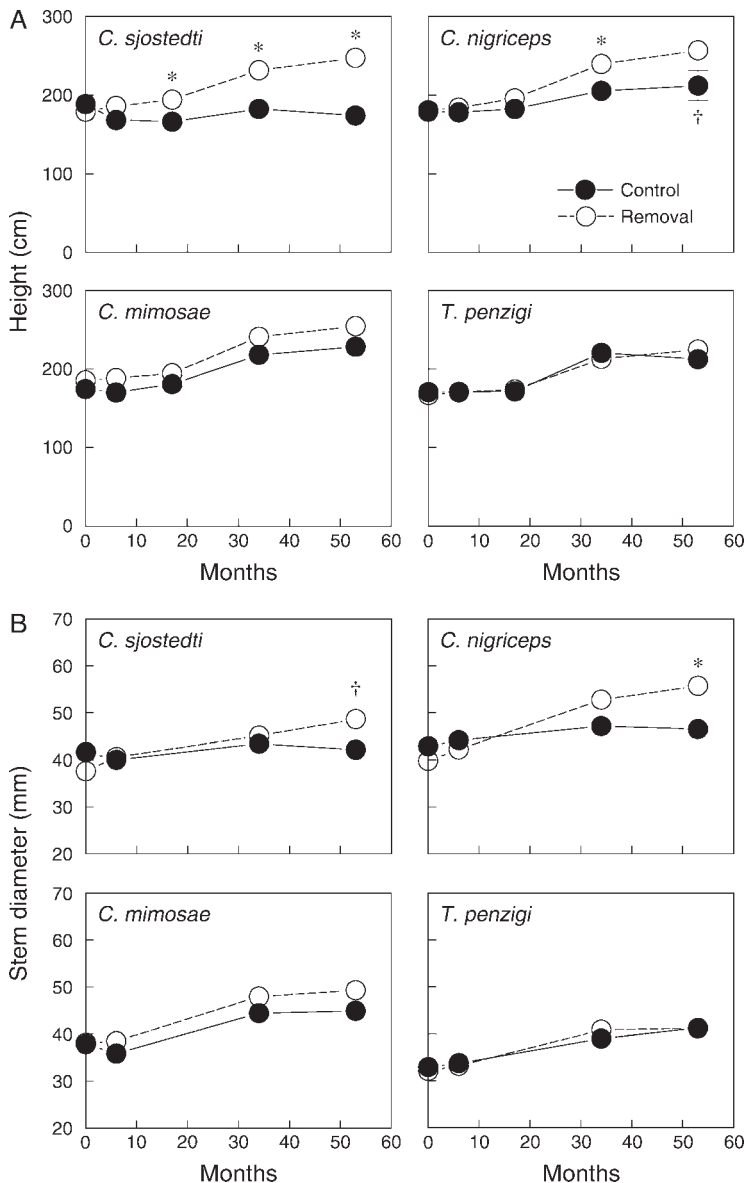 A
Height (cm)
C. sjostedti
C. nigriceps
300
200
100
0
* * *
*
†
Control
Removal
C. mimosae
T. penzigi
300
200
100
0
0 10 20 30 40 50 60
0 10 20 30 40 50 60
Months
Months
B
Stem diameter (mm)
C. sjostedti
C. nigriceps
70
60
50
40
30
20
†
*
C. mimosae
T. penzigi
70
60
50
40
30
20
0 10 20 30 40 50 60
0 10 20 30 40 50 60
Months
Months